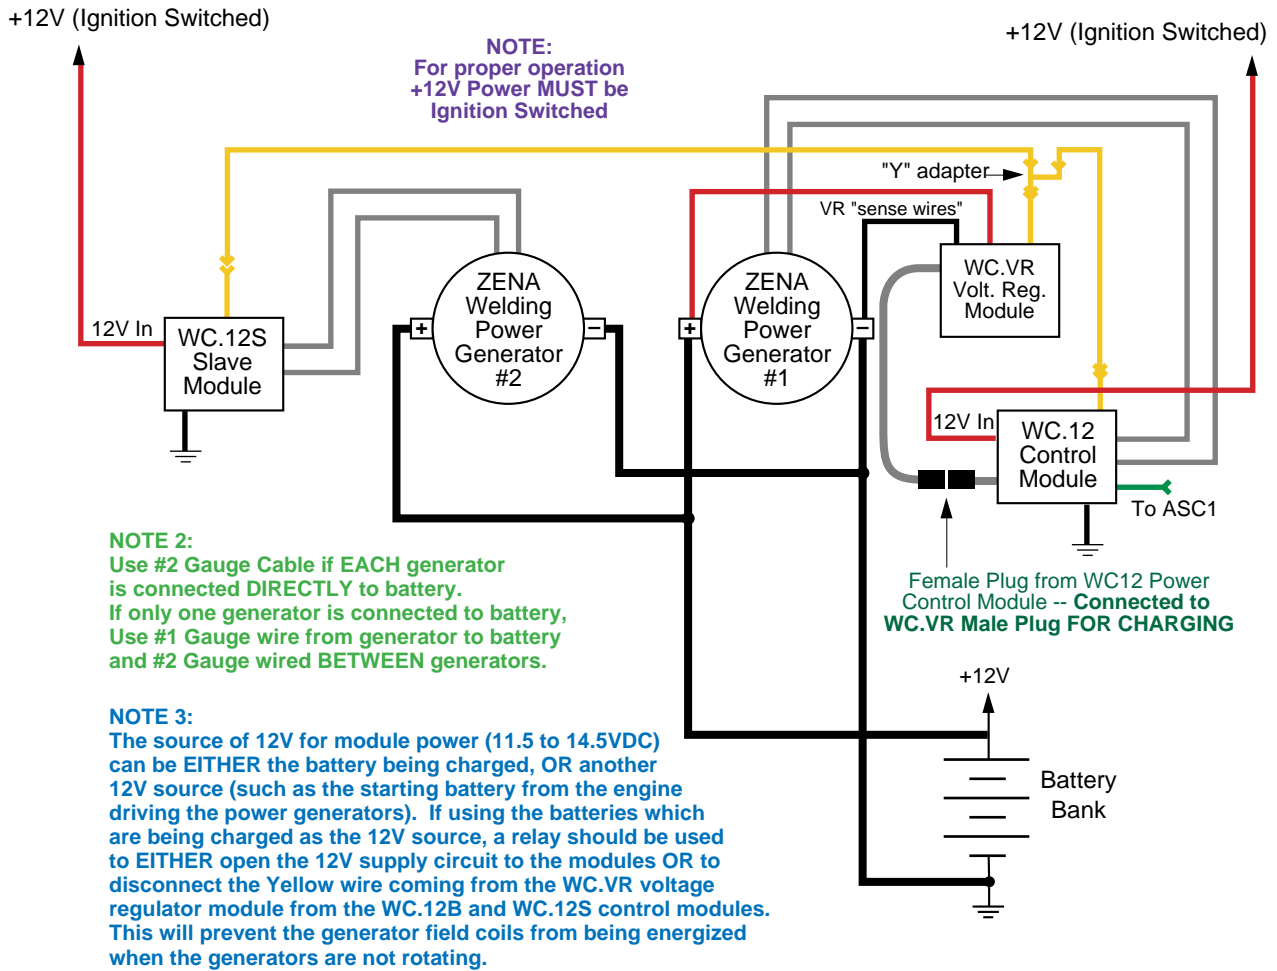 +12V (Ignition Switched)
+12V (Ignition Switched)
NOTE:
For proper operation
+12V Power MUST be
Ignition Switched
"Y" adapter
VR "sense wires"
WC.VR
Volt. Reg.
Module
ZENA
Welding
Power
Generator
#2
+
−
ZENA
Welding
Power
Generator
#1
+
−
12V In
WC.12S
Slave
Module
12V In
WC.12
Control
Module
To ASC1
NOTE 2:
Use #2 Gauge Cable if EACH generator
is connected DIRECTLY to battery.
If only one generator is connected to battery,
Use #1 Gauge wire from generator to battery
and #2 Gauge wired BETWEEN generators.
Female Plug from WC12 Power
Control Module -- Connected to
WC.VR Male Plug FOR CHARGING
+12V
Battery
Bank
NOTE 3:
The source of 12V for module power (11.5 to 14.5VDC)
can be EITHER the battery being charged, OR another
12V source (such as the starting battery from the engine
driving the power generators).  If using the batteries which
are being charged as the 12V source, a relay should be used
to EITHER open the 12V supply circuit to the modules OR to
disconnect the Yellow wire coming from the WC.VR voltage
regulator module from the WC.12B and WC.12S control modules.
This will prevent the generator field coils from being energized
when the generators are not rotating.